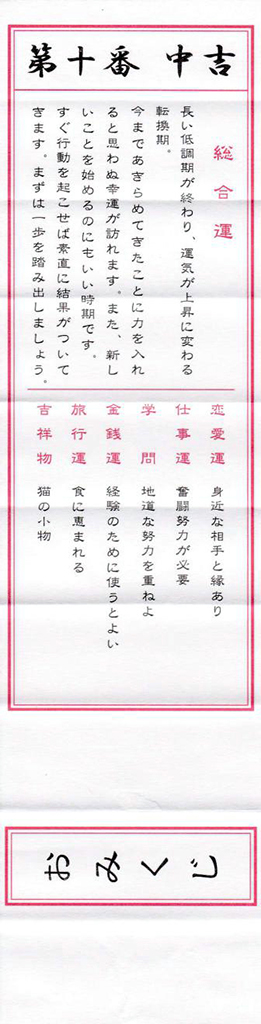 第十番 中吉
総合運
長い低調期が終わり、運気が上昇に変わる
転換期。
今まであきらめてきたことに力を入れ
ると思わぬ幸運が訪れます。また、新し
いことを始めるのにもいい時期です。
すぐ行動を起こせば素直に結果がついて
きます。まずは一歩を踏み出しましょう。
恋愛運 身近な相手と縁あり
仕事運 奮闘努力が必要
学問 地道な努力を重ねよ
金銭運 経験のために使うとよい
旅行運 食に恵まれる
吉祥物 猫の小物
おみくじ